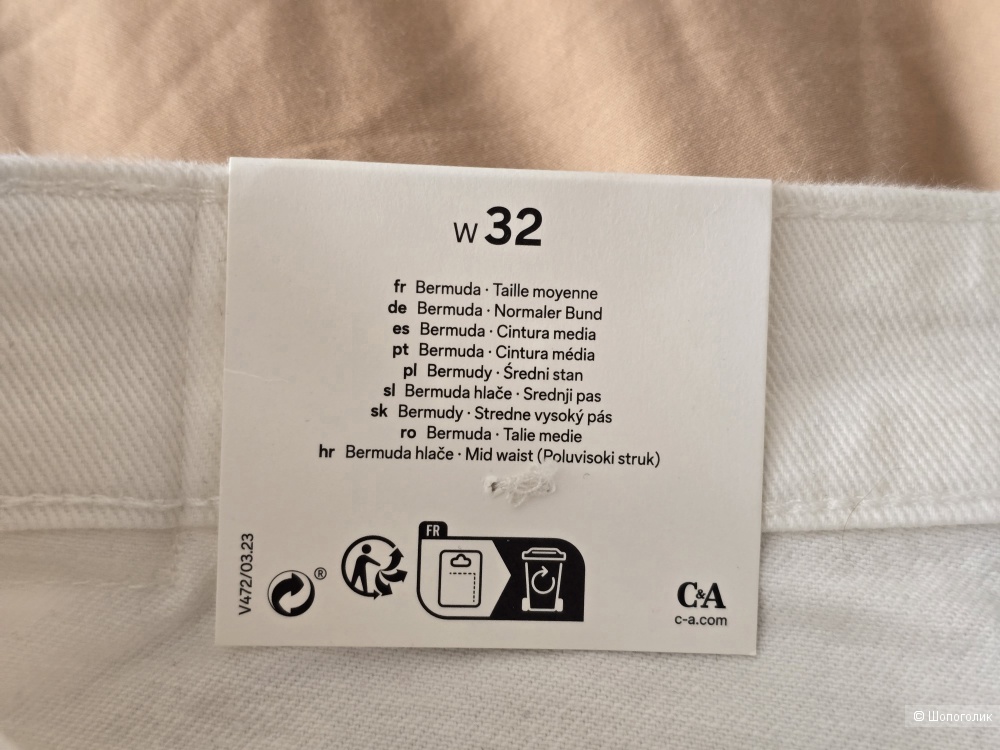 W 32
fr Bermuda · Taille moyenne
de Bermuda · Normaler Bund
es Bermuda · Cintura media
pt Bermuda · Cintura média
pl Bermudy · Średni stan
sl Bermuda hlače · Srednji pas
sk Bermudy · Stredne vysoký pás
ro Bermuda · Talie medie
hr Bermuda hlače · Mid waist (Poluvisoki struk)
V472/03.23
®
FR
C&A
c-a.com
© Шопоголик